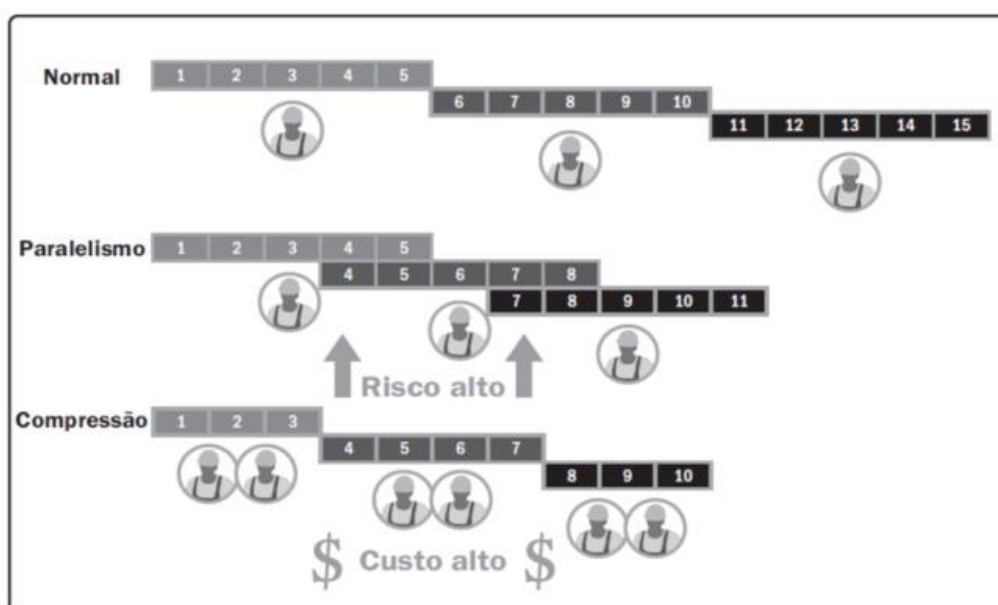 Normal 1 2 3 4 5
6 7 8 9 10
11 12 13 14 15
Paralelismo 1 2 3 4 5
4 5 6 7 8
7 8 9 10 11
Risco alto
Compressão 1 2 3
4 5 6 7
8 9 10
$ Custo alto $